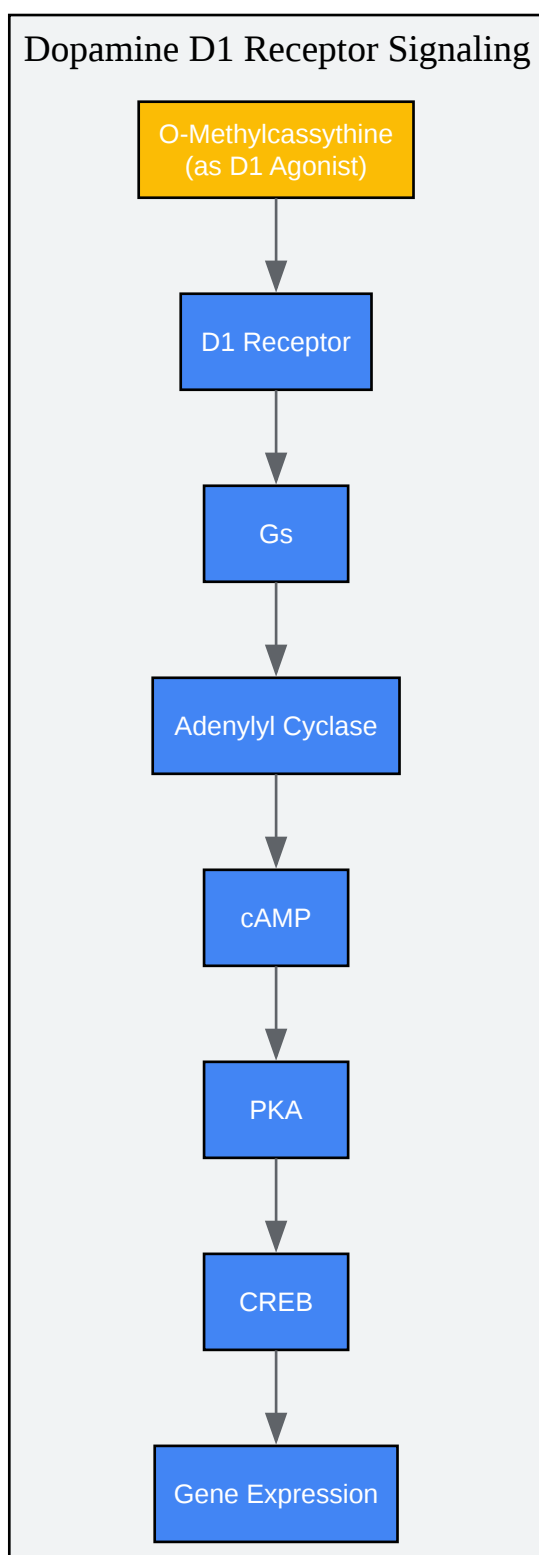 Dopamine D1 Receptor Signaling
O-Methylcassythine
(as D1 Agonist)
D1 Receptor
Gs
Adenylyl Cyclase
cAMP
PKA
CREB
Gene Expression